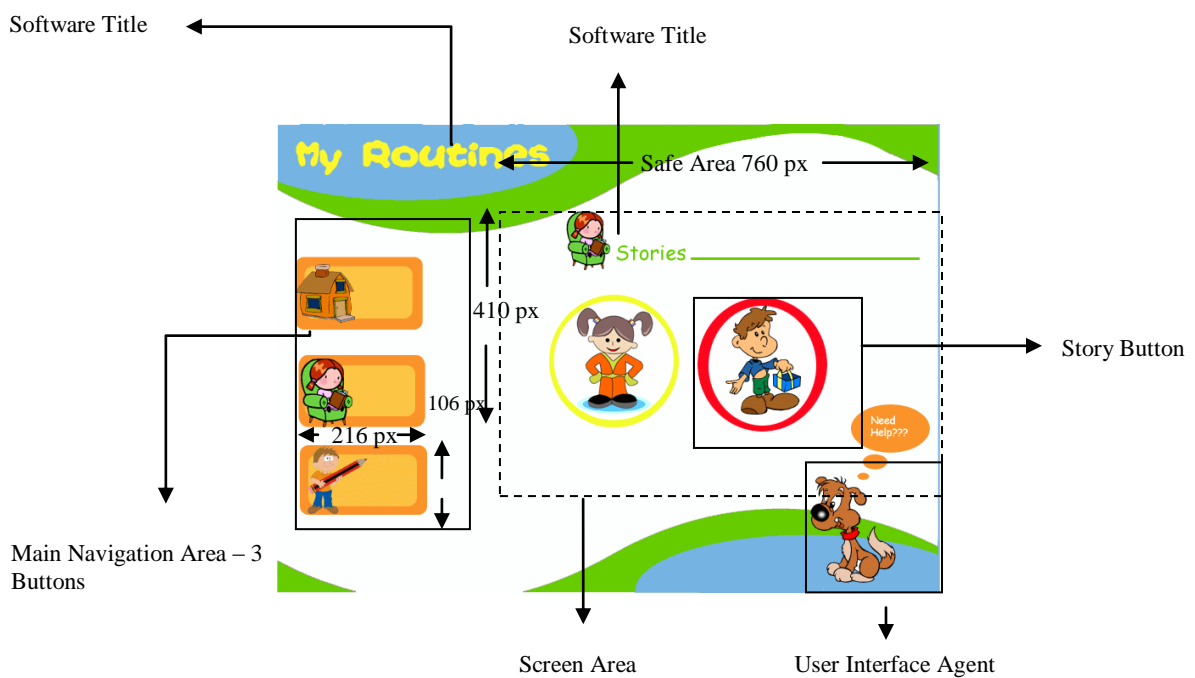 Software Title
Software Title
My Routines
Safe Area 760 px
Stories
410 px
Story Button
106 px
216 px
Need
Help???
Main Navigation Area – 3
Buttons
Screen Area
User Interface Agent